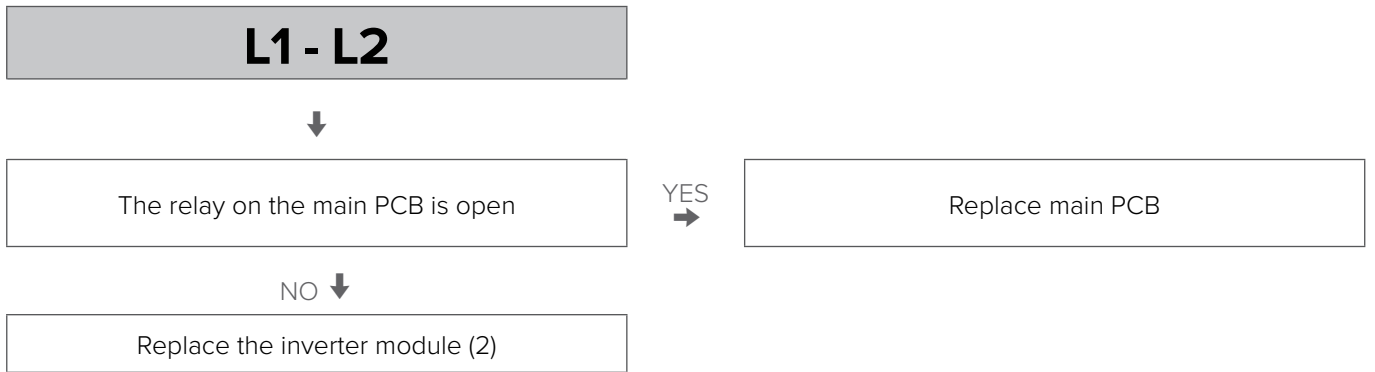 L1 - L2
The relay on the main PCB is open
YES
Replace main PCB
NO
Replace the inverter module (2)